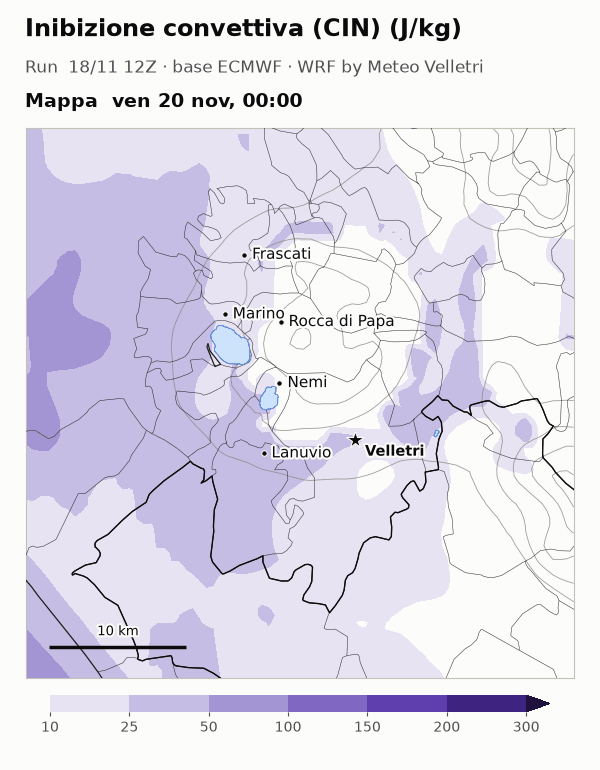 Inibizione convettiva (CIN) (J/kg)
Run  18/11 12Z · base ECMWF · WRF by Meteo Velletri
Mappa  ven 20 nov, 00:00
Frascati
Marino
Rocca di Papa
Nemi
Velletri
Lanuvio
10 km
10 25 50 100 150 200 300